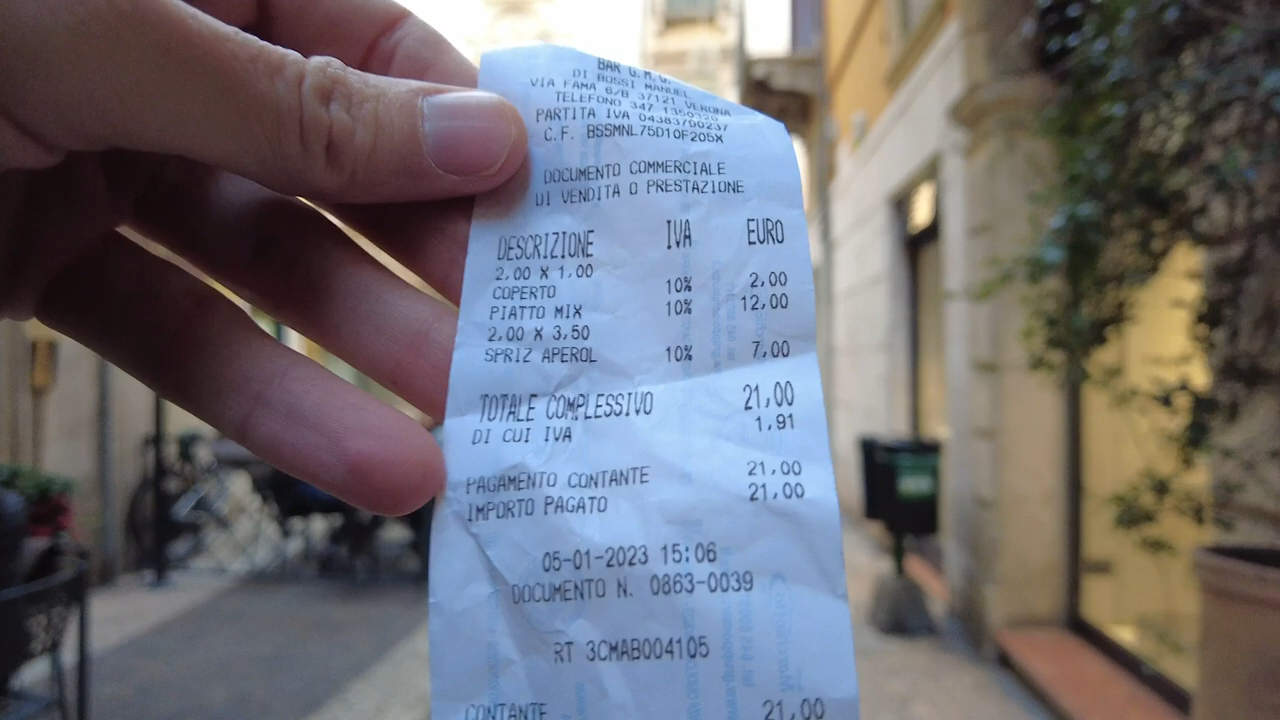 BAR G.M.G.
DI BOSSI MANUEL
VIA FAMA 6/B 37121 VERONA
TELEFONO 347
PARTITA IVA 04383700237
C.F. BSSMNL75D10F205X
DOCUMENTO COMMERCIALE
DI VENDITA O PRESTAZIONE
DESCRIZIONE IVA EURO
2,00 X 1,00
COPERTO 10% 2,00
PIATTO MIX 10% 12,00
2,00 X 3,50
SPRIZ APEROL 10% 7,00
TOTALE COMPLESSIVO 21,00
DI CUI IVA 1,91
PAGAMENTO CONTANTE 21,00
IMPORTO PAGATO 21,00
05-01-2023 15:06
DOCUMENTO N. 0863-0039
RT 3CMAB004105
CONTANTE 21,00